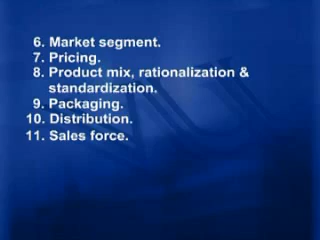 6. Market segment.
7. Pricing.
8. Product mix, rationalization &
standardization.
9. Packaging.
10. Distribution.
11. Sales force.